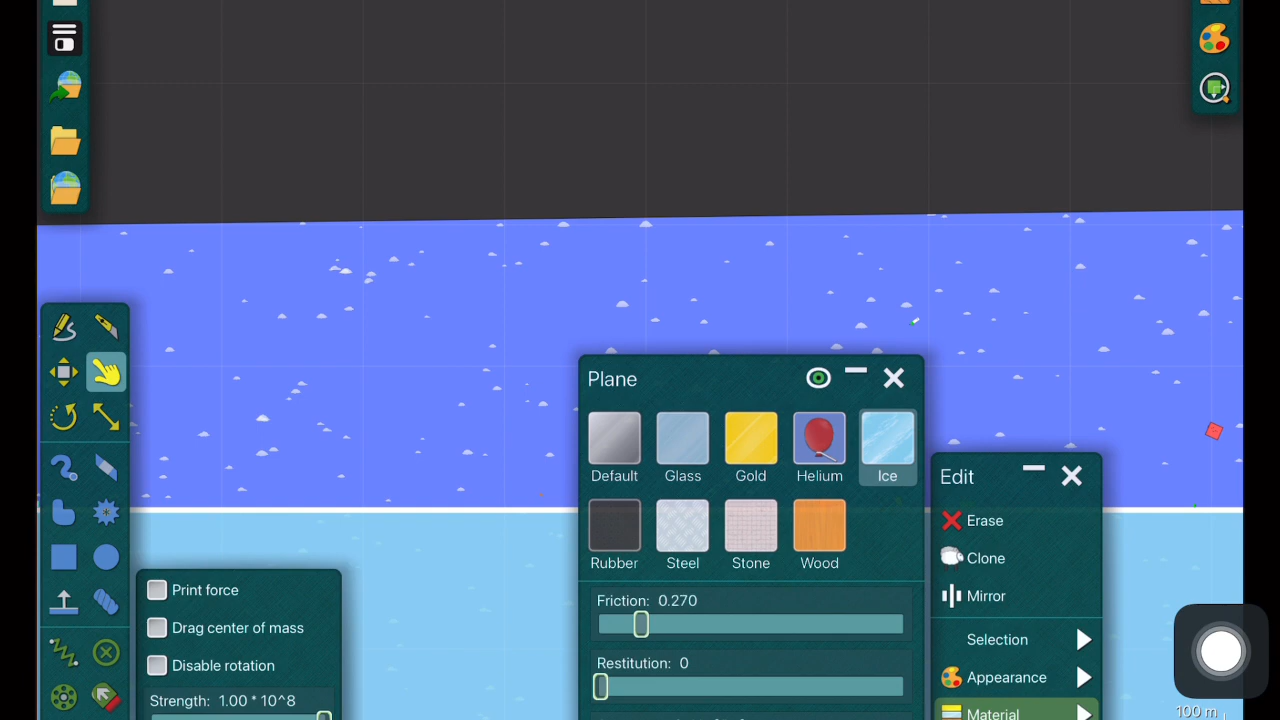 Plane
Default
Glass
Gold
Helium
Ice
Rubber
Steel
Stone
Wood
Friction: 0.270
Restitution: 0
Edit
Erase
Clone
Mirror
Selection
Appearance
Material
Print force
Drag center of mass
Disable rotation
Strength: 1.00 * 10^8
100 m